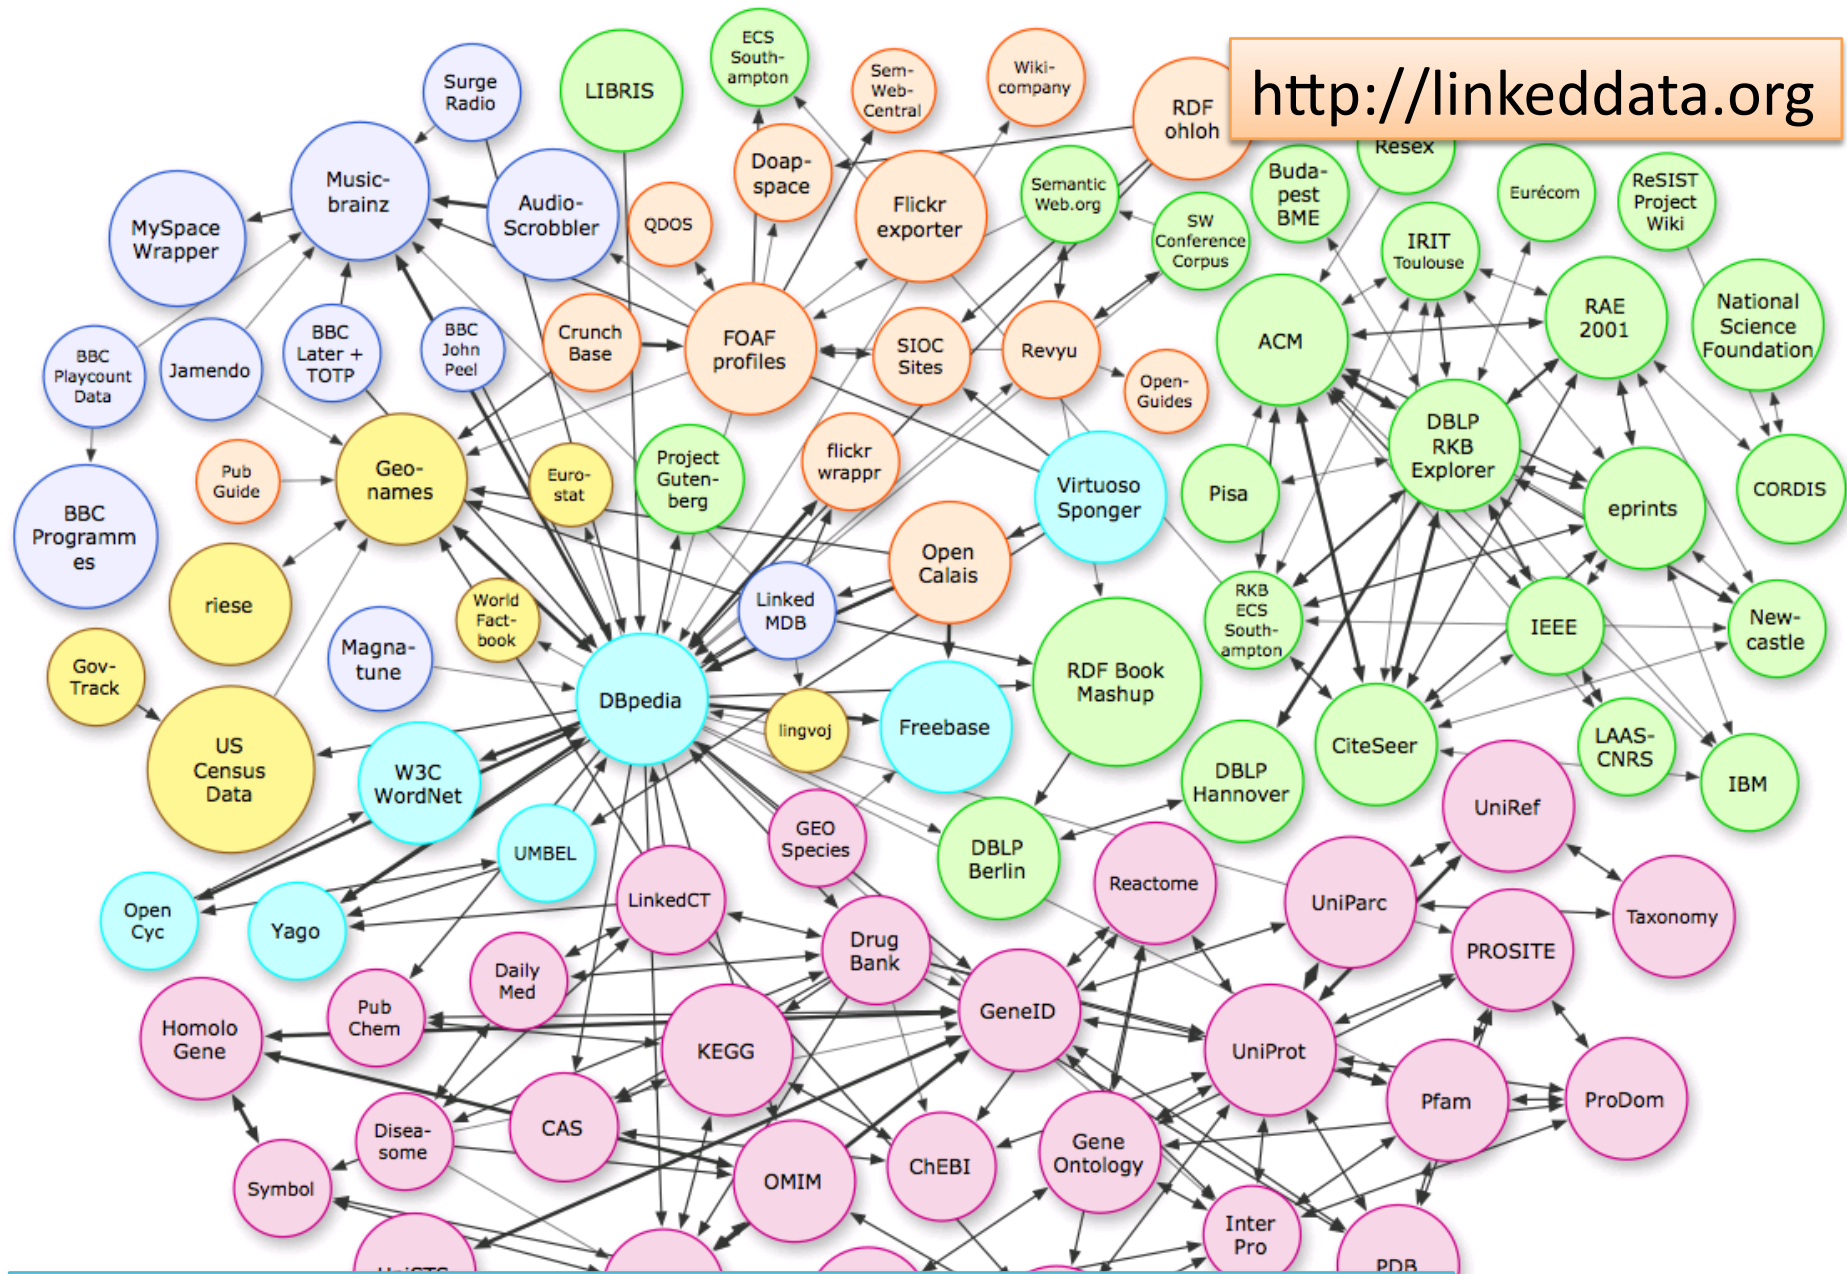 http://linkeddata.org
ECS
South-
ampton
Surge
Radio
LIBRIS
Sem-
Web-
Central
Wiki-
company
RDF
ohloh
Resex
Music-
brainz
Audio-
Scrobbler
MySpace
Wrapper
QDOS
Doap-
space
Flickr
exporter
Semantic
Web.org
SW
Conference
Corpus
Buda-
pest
BME
Eurécom
ReSIST
Project
Wiki
IRIT
Toulouse
BBC
Playcount
Data
Jamendo
BBC
Later +
TOTP
BBC
John
Peel
Crunch
Base
FOAF
profiles
SIOC
Sites
Revyu
Open-
Guides
ACM
RAE
2001
National
Science
Foundation
Pub
Guide
Geo-
names
Euro-
stat
Project
Guten-
berg
flickr
wrappr
Virtuoso
Sponger
Pisa
DBLP
RKB
Explorer
eprints
CORDIS
BBC
Programm
es
riese
World
Fact-
book
Linked
MDB
Open
Calais
RKB
ECS
South-
ampton
IEEE
New-
castle
Gov-
Track
Magna-
tune
DBpedia
lingvoj
Freebase
RDF Book
Mashup
US
Census
Data
W3C
WordNet
DBLP
Hannover
CiteSeer
LAAS-
CNRS
IBM
UMBEL
GEO
Species
DBLP
Berlin
UniRef
Open
Cyc
Yago
LinkedCT
Reactome
UniParc
Taxonomy
Drug
Bank
PROSITE
Daily
Med
Pub
Chem
Homolo
Gene
KEGG
GeneID
UniProt
Pfam
ProDom
CAS
Disea-
some
Symbol
OMIM
ChEBI
Gene
Ontology
Inter
Pro
PDB